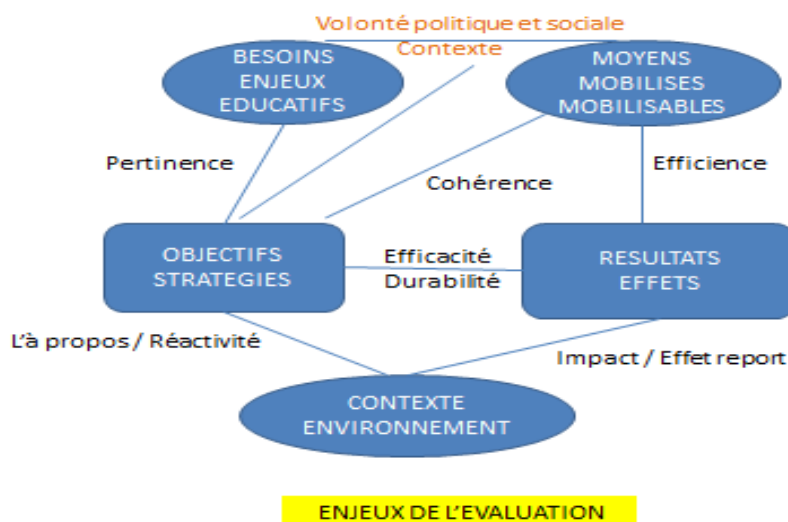 Volonté politique et sociale
Contexte
BESOINS
ENJEUX
EDUCATIFS
MOYENS
MOBILISES
MOBILISABLES
Pertinence
Cohérence
Efficience
OBJECTIFS
STRATEGIES
Efficacité
Durabilité
RESULTATS
EFFETS
L'à propos / Réactivité
Impact / Effet report
CONTEXTE
ENVIRONNEMENT
ENJEUX DE L'EVALUATION